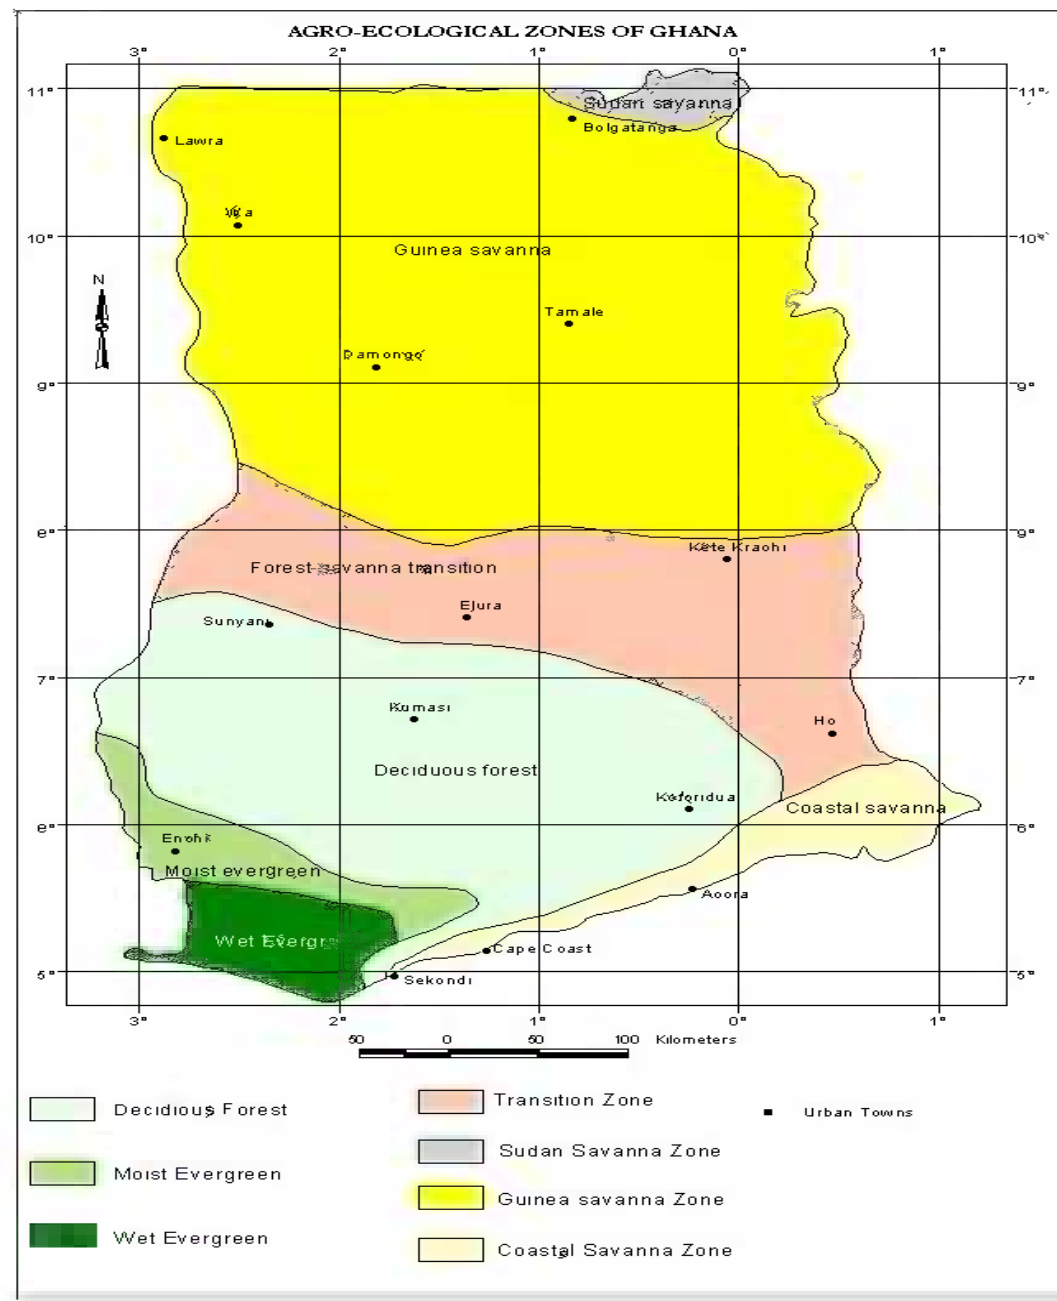 AGRO-ECOLOGICAL ZONES OF GHANA
3° 2° 1° 0° 1°
11° 11°
Sudan savanna
Bolgatanga
Lawra
Wa
10° 10°
Guinea savanna
N
Tamale
Damongo
9° 9°
8° 8°
Kete Krachi
Forest-savanna transition
Ejura
Sunyani
7° 7°
Kumasi
Ho
Deciduous forest
Koforidua
Coastal savanna
6° 6°
Enchi
Moist evergreen
Accra
Wet Evergr
Cape Coast
5° 5°
Sekondi
3° 2° 1° 0° 1°
50 0 50 100 Kilometers
Decidious Forest
Moist Evergreen
Wet Evergreen
Transition Zone
Sudan Savanna Zone
Guinea savanna Zone
Coastal Savanna Zone
Urban Towns